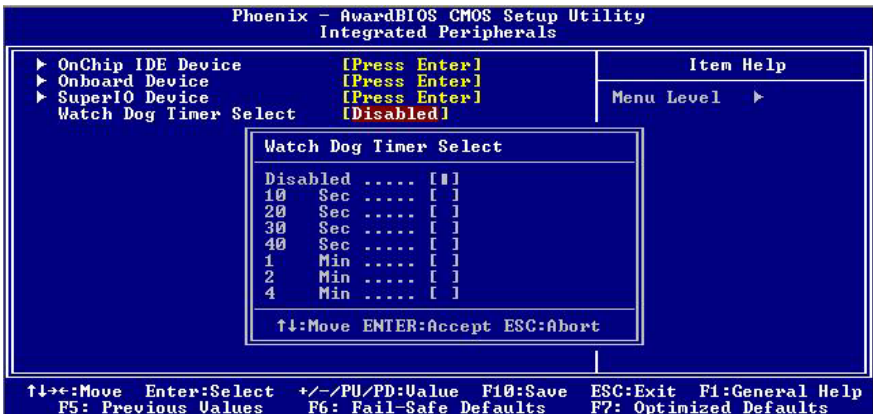 Phoenix - AwardBIOS CMOS Setup Utility
Integrated Peripherals
▶ OnChip IDE Device [Press Enter]
▶ Onboard Device [Press Enter]
▶ SuperIO Device [Press Enter]
Watch Dog Timer Select [Disabled]
Item Help
Menu Level ▶
Watch Dog Timer Select
Disabled ..... [▮]
10 Sec ..... [ ]
20 Sec ..... [ ]
30 Sec ..... [ ]
40 Sec ..... [ ]
1 Min ..... [ ]
2 Min ..... [ ]
4 Min ..... [ ]
↑↓:Move ENTER:Accept ESC:Abort
↑↓→←:Move Enter:Select +/-/PU/PD:Value F10:Save ESC:Exit F1:General Help
F5: Previous Values F6: Fail-Safe Defaults F7: Optimized Defaults